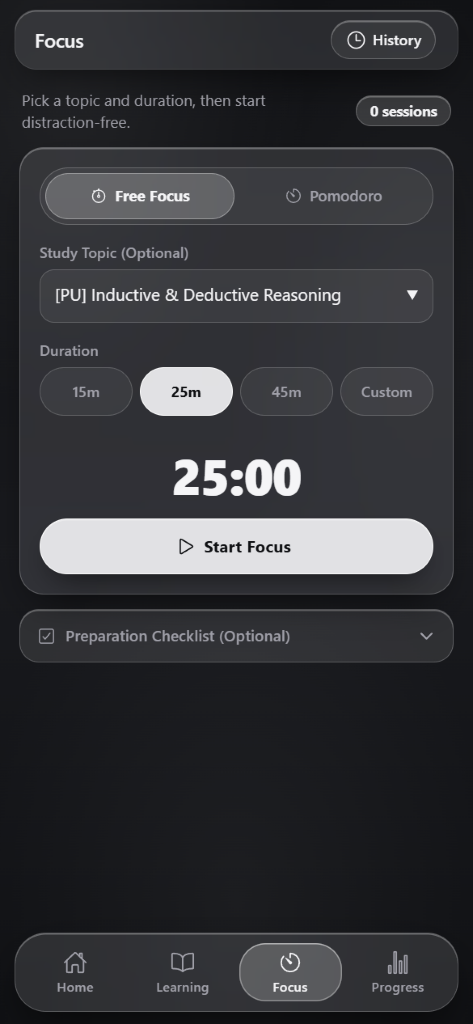 Focus
History
Pick a topic and duration, then start
distraction-free.
0 sessions
Free Focus
Pomodoro
Study Topic (Optional)
[PU] Inductive & Deductive Reasoning
Duration
15m
25m
45m
Custom
25:00
Start Focus
Preparation Checklist (Optional)
Home
Learning
Focus
Progress